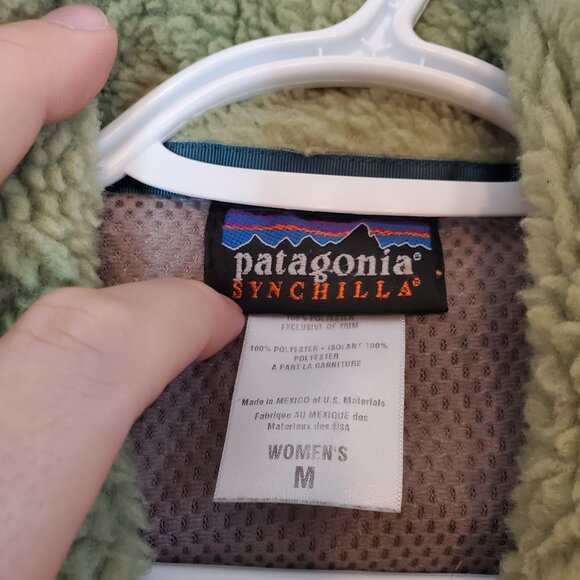 patagonia®
SYNCHILLA®
100% POLYESTER
EXCLUSIVE OF TRIM
100% POLYESTER • ISOLANT 100%
POLYESTER
A PART LA GARNITURE
Made in MEXICO of U.S. Materials
Fabrique AU MEXIQUE des
Materiaux des USA
WOMEN'S
M